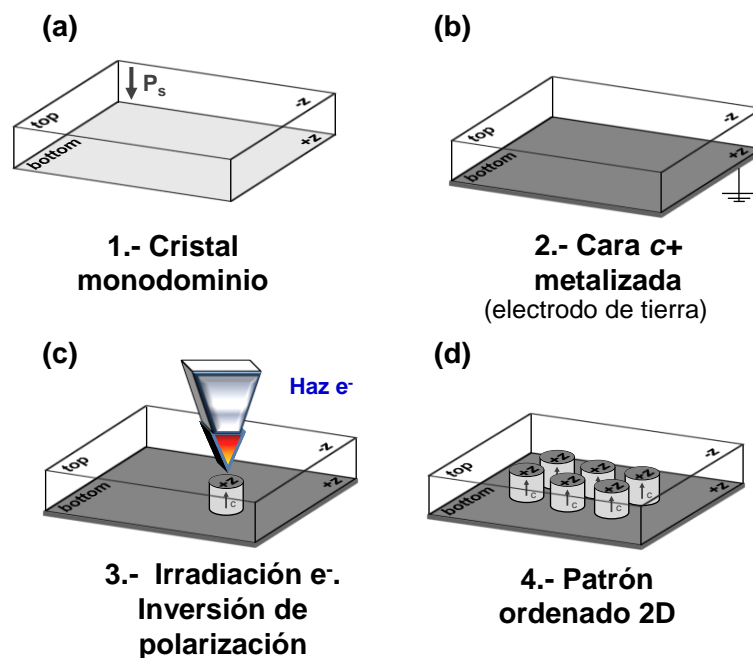 (a)
Ps
-z
top
+z
bottom
1.- Cristal
monodominio
(b)
-z
top
+z
bottom
2.- Cara c+
metalizada
(electrodo de tierra)
(c)
Haz e-
-z
top
+z
+z
bottom
c
3.- Irradiación e-.
Inversión de
polarización
(d)
-z
top
+z
+z
+z
+z
+z
+z
+z
bottom
c
c
c
c
4.- Patrón
ordenado 2D